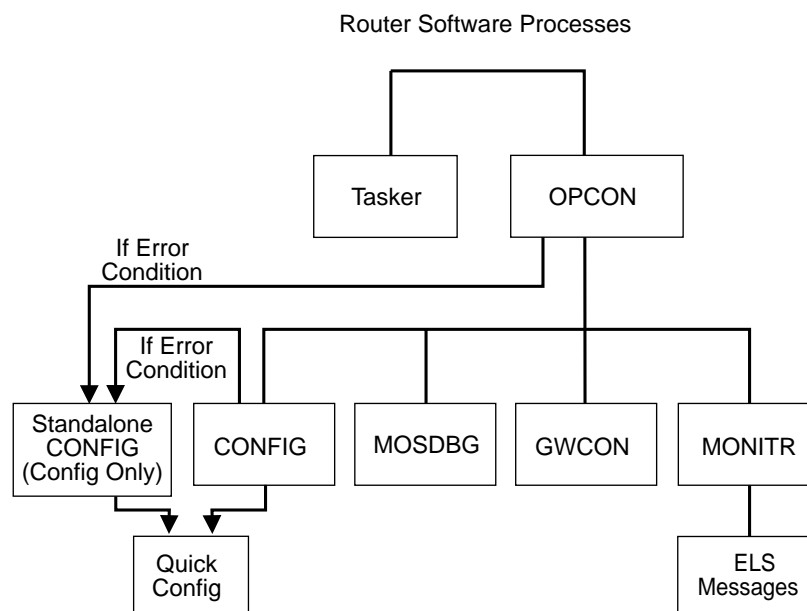 Router Software Processes
Tasker
OPCON
If Error
Condition
If Error
Condition
Standalone
CONFIG
(Config Only)
CONFIG
MOSDBG
GWCON
MONITR
Quick
Config
ELS
Messages